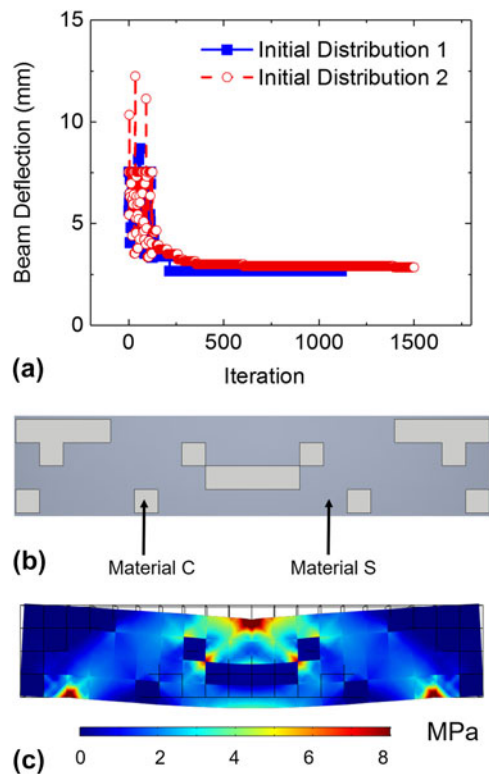 15
Initial Distribution 1
Initial Distribution 2
10
5
0
Beam Deflection (mm)
0 500 1000 1500
Iteration
(a)
Material C Material S
(b)
MPa
0 2 4 6 8
(c)